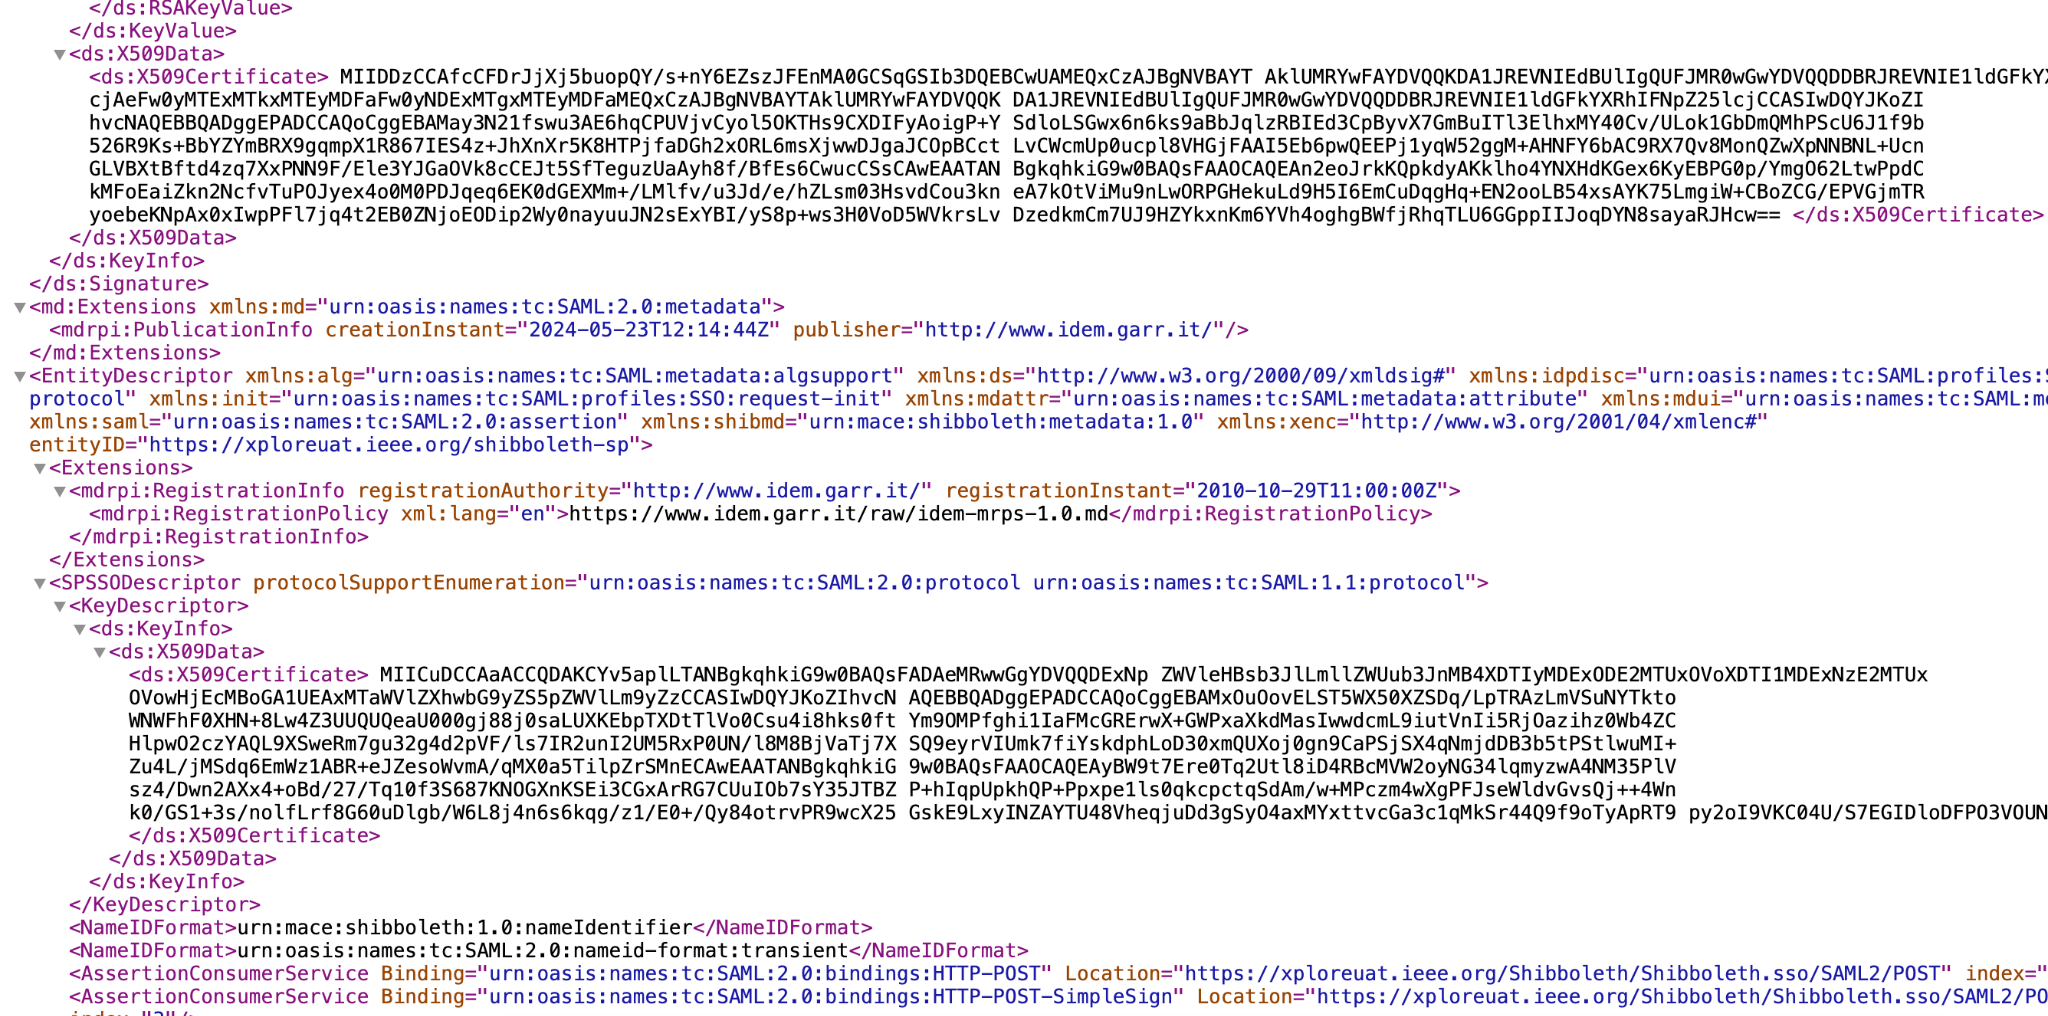 </ds:RSAKeyValue>
</ds:KeyValue>
<ds:X509Data>
<ds:X509Certificate> MIIDDzCCAfcCFDrJjXj5buopQY/s+nY6EZszJFEnMA0GCSqGSIb3DQEBCwUAMEQxCzAJBgNVBAYT AklUMRYwFAYDVQQKDA1JREVNIEdBUlIgQUFJMR0wGwYDVQQDDBRJREVNIE1ldGFkYX
cjAeFw0yMTExMTkxMTEyMDFaFw0yNDExMTgxMTEyMDFaMEQxCzAJBgNVBAYTAklUMRYwFAYDVQQK DA1JREVNIEdBUlIgQUFJMR0wGwYDVQQDDBRJREVNIE1ldGFkYXRhIFNpZ25lcjCCASIwDQYJKoZI
hvcNAQEBBQADggEPADCCAQoCggEBAMay3N21fswu3AE6hqCPUVjvCyol5OKTHs9CXDIFyAoigP+Y SdloLSGwx6n6ks9aBbJqlzRBIEd3CpByvX7GmBuITl3ElhxMY40Cv/ULok1GbDmQMhPScU6J1f9b
526R9Ks+BbYZYmBRX9gqmpX1R867IES4z+JhXnXr5K8HTPjfaDGh2xORL6msXjwwDJgaJCOpBCct LvCWcmUp0ucpl8VHGjFAAI5Eb6pwQEEPj1yqW52ggM+AHNFY6bAC9RX7Qv8MonQZwXpNNBNL+Ucn
GLVBXtBftd4zq7XxPNN9F/Ele3YJGaOVk8cCEJt5SfTeguzUaAyh8f/BfEs6CwucCSsCAwEAATAN BgkqhkiG9w0BAQsFAAOCAQEAn2eoJrkKQpkdyAKklho4YNXHdKGex6KyEBPG0p/YmgO62LtwPpdC
kMFoEaiZkn2NcfvTuPOJyex4o0M0PDJqeq6EK0dGEXMm+/LMlfv/u3Jd/e/hZLsm03HsvdCou3kn eA7kOtViMu9nLwORPGHekuLd9H5I6EmCuDqgHq+EN2ooLB54xsAYK75LmgiW+CBoZCG/EPVGjmTR
yoebeKNpAx0xIwpPFl7jq4t2EB0ZNjoEODip2Wy0nayuuJN2sExYBI/yS8p+ws3H0VoD5WVkrsLv DzedkmCm7UJ9HZYkxnKm6YVh4oghgBWfjRhqTLU6GGppIIJoqDYN8sayaRJHcw== </ds:X509Certificate>
</ds:X509Data>
</ds:KeyInfo>
</ds:Signature>
<md:Extensions xmlns:md="urn:oasis:names:tc:SAML:2.0:metadata">
<mdrpi:PublicationInfo creationInstant="2024-05-23T12:14:44Z" publisher="http://www.idem.garr.it/"/>
</md:Extensions>
<EntityDescriptor xmlns:alg="urn:oasis:names:tc:SAML:metadata:algsupport" xmlns:ds="http://www.w3.org/2000/09/xmldsig#" xmlns:idpdisc="urn:oasis:names:tc:SAML:profiles:S
protocol" xmlns:init="urn:oasis:names:tc:SAML:profiles:SSO:request-init" xmlns:mdattr="urn:oasis:names:tc:SAML:metadata:attribute" xmlns:mdui="urn:oasis:names:tc:SAML:me
xmlns:saml="urn:oasis:names:tc:SAML:2.0:assertion" xmlns:shibmd="urn:mace:shibboleth:metadata:1.0" xmlns:xenc="http://www.w3.org/2001/04/xmlenc#"
entityID="https://xploreuat.ieee.org/shibboleth-sp">
<Extensions>
<mdrpi:RegistrationInfo registrationAuthority="http://www.idem.garr.it/" registrationInstant="2010-10-29T11:00:00Z">
<mdrpi:RegistrationPolicy xml:lang="en">https://www.idem.garr.it/raw/idem-mrps-1.0.md</mdrpi:RegistrationPolicy>
</mdrpi:RegistrationInfo>
</Extensions>
<SPSSODescriptor protocolSupportEnumeration="urn:oasis:names:tc:SAML:2.0:protocol urn:oasis:names:tc:SAML:1.1:protocol">
<KeyDescriptor>
<ds:KeyInfo>
<ds:X509Data>
<ds:X509Certificate> MIICuDCCAaACCQDAKCYv5aplLTANBgkqhkiG9w0BAQsFADAeMRwwGgYDVQQDExNp ZWVleHBsb3JlLmllZWUub3JnMB4XDTIyMDExODE2MTUxOVoXDTI1MDExNzE2MTUx
OVowHjEcMBoGA1UEAxMTaWVlZXhwbG9yZS5pZWVlLm9yZzCCASIwDQYJKoZIhvcN AQEBBQADggEPADCCAQoCggEBAMxOuOovELST5WX50XZSDq/LpTRAzLmVSuNYTkto
WNWFhF0XHN+8Lw4Z3UUQUQeaU000gj88j0saLUXKEbpTXDtTlVo0Csu4i8hks0ft Ym9OMPfghi1IaFMcGRErwX+GWPxaXkdMasIwwdcmL9iutVnIi5RjOazihz0Wb4ZC
HlpwO2czYAQL9XSweRm7gu32g4d2pVF/ls7IR2unI2UM5RxP0UN/l8M8BjVaTj7X SQ9eyrVIUmk7fiYskdphLoD30xmQUXoj0gn9CaPSjSX4qNmjdDB3b5tPStlwuMI+
Zu4L/jMSdq6EmWz1ABR+eJZesoWvmA/qMX0a5TilpZrSMnECAwEAATANBgkqhkiG 9w0BAQsFAAOCAQEAyBW9t7Ere0Tq2Utl8iD4RBcMVW2oyNG34lqmyzwA4NM35PlV
sz4/Dwn2AXx4+oBd/27/Tq10f3S687KNOGXnKSEi3CGxArRG7CUuIOb7sY35JTBZ P+hIqpUpkhQP+Ppxpe1ls0qkcpctqSdAm/w+MPczm4wXgPFJseWldvGvsQj++4Wn
k0/GS1+3s/nolfLrf8G60uDlgb/W6L8j4n6s6kqg/z1/E0+/Qy84otrvPR9wcX25 GskE9LxyINZAYTU48VheqjuDd3gSyO4axMYxttvcGa3c1qMkSr44Q9f9oTyApRT9 py2oI9VKC04U/S7EGIDloDFPO3VOUN
</ds:X509Certificate>
</ds:X509Data>
</ds:KeyInfo>
</KeyDescriptor>
<NameIDFormat>urn:mace:shibboleth:1.0:nameIdentifier</NameIDFormat>
<NameIDFormat>urn:oasis:names:tc:SAML:2.0:nameid-format:transient</NameIDFormat>
<AssertionConsumerService Binding="urn:oasis:names:tc:SAML:2.0:bindings:HTTP-POST" Location="https://xploreuat.ieee.org/Shibboleth/Shibboleth.sso/SAML2/POST" index="
<AssertionConsumerService Binding="urn:oasis:names:tc:SAML:2.0:bindings:HTTP-POST-SimpleSign" Location="https://xploreuat.ieee.org/Shibboleth/Shibboleth.sso/SAML2/PO